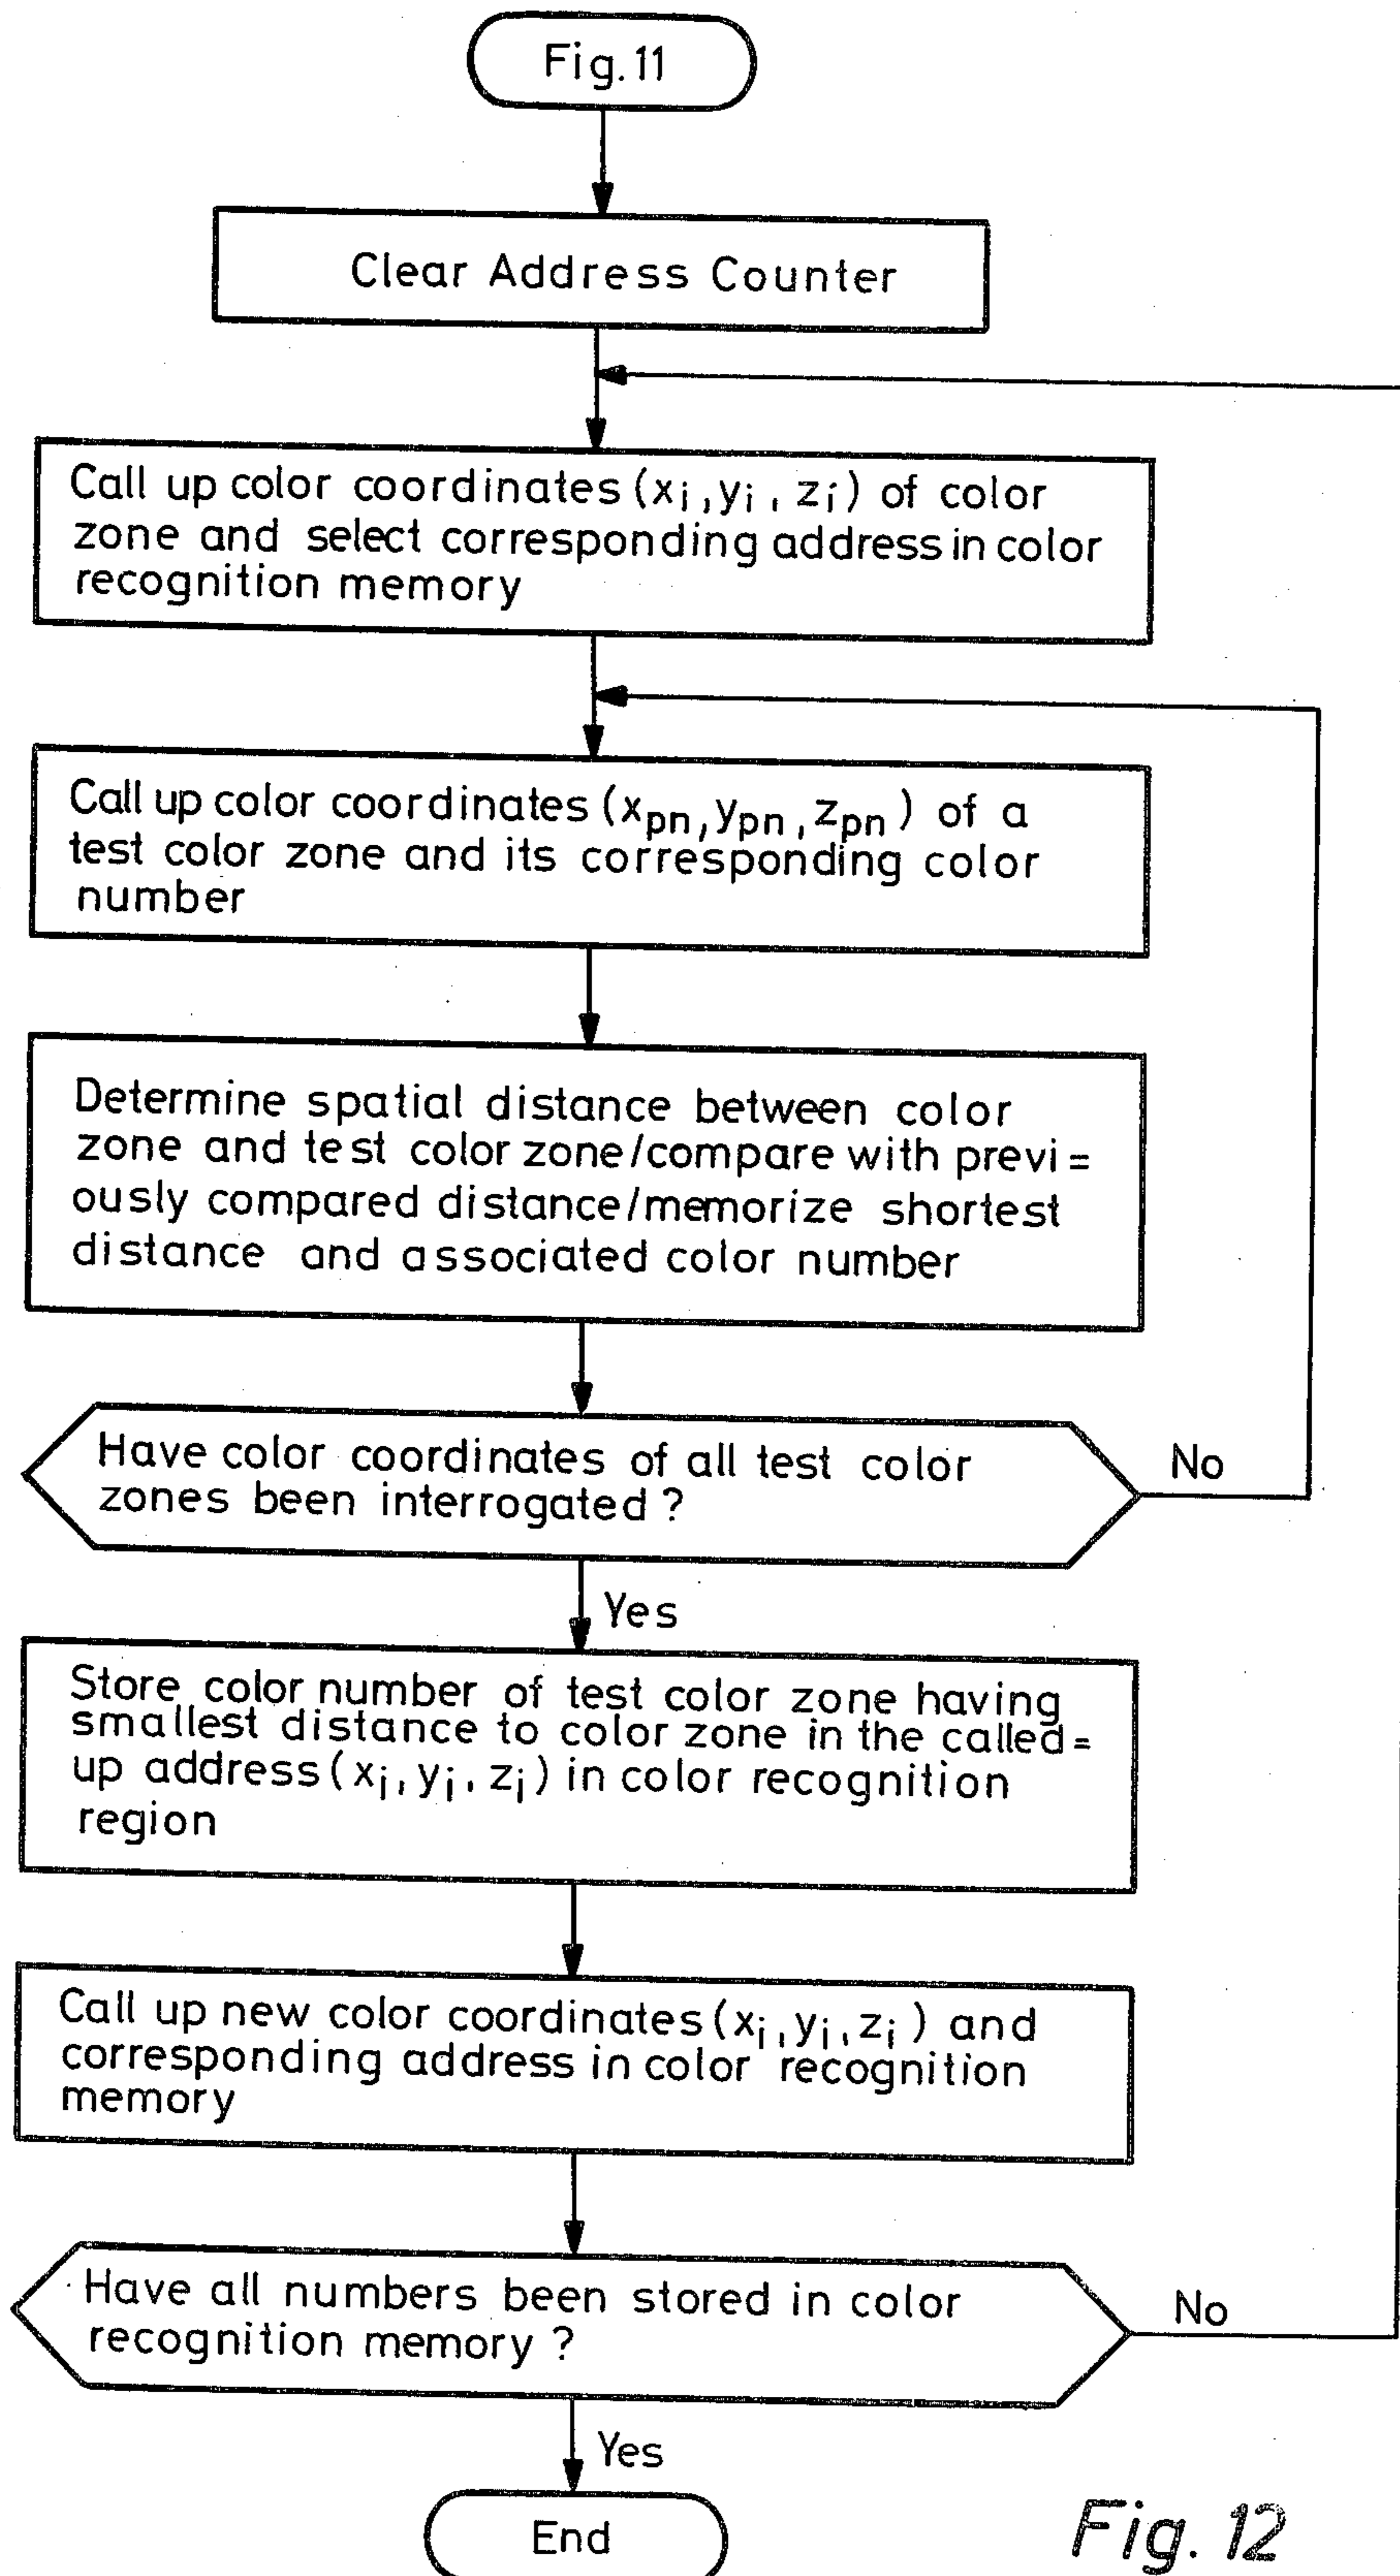 Fig. 11
Clear Address Counter
Call up color coordinates (xi, yi, zi) of color
zone and select corresponding address in color
recognition memory
Call up color coordinates (xpn, ypn, zpn) of a
test color zone and its corresponding color
number
Determine spatial distance between color
zone and test color zone/compare with previ=
ously compared distance/memorize shortest
distance and associated color number
Have color coordinates of all test color
zones been interrogated ?
No
Yes
Store color number of test color zone having
smallest distance to color zone in the called=
up address (xi, yi, zi) in color recognition
region
Call up new color coordinates (xi, yi, zi) and
corresponding address in color recognition
memory
Have all numbers been stored in color
recognition memory ?
No
Yes
End
Fig. 12